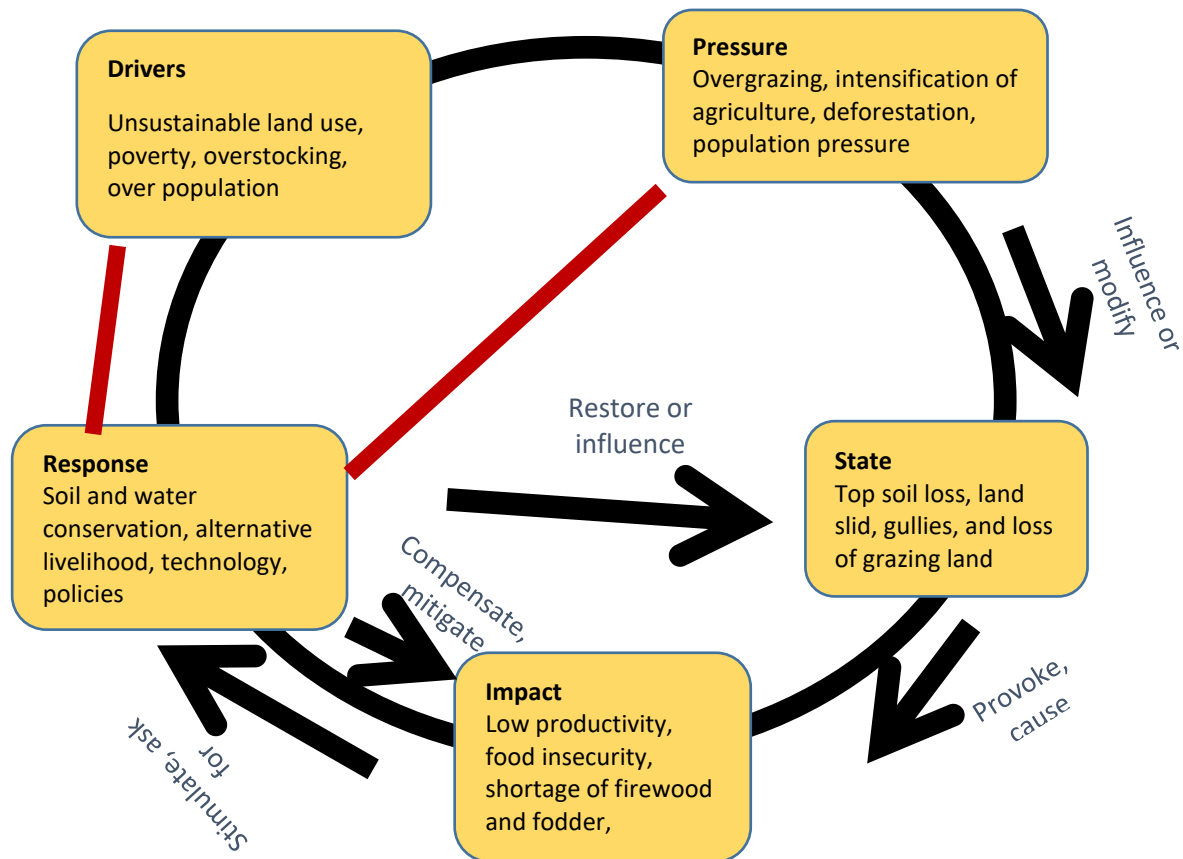 Drivers
Unsustainable land use,
poverty, overstocking,
over population
Pressure
Overgrazing, intensification of
agriculture, deforestation,
population pressure
Influence or
modify
Restore or
influence
Response
Soil and water
conservation, alternative
livelihood, technology,
policies
State
Top soil loss, land
slid, gullies, and loss
of grazing land
Compensate,
mitigate
Impact
Low productivity,
food insecurity,
shortage of firewood
and fodder,
Provoke,
cause
Stimulate, ask
for